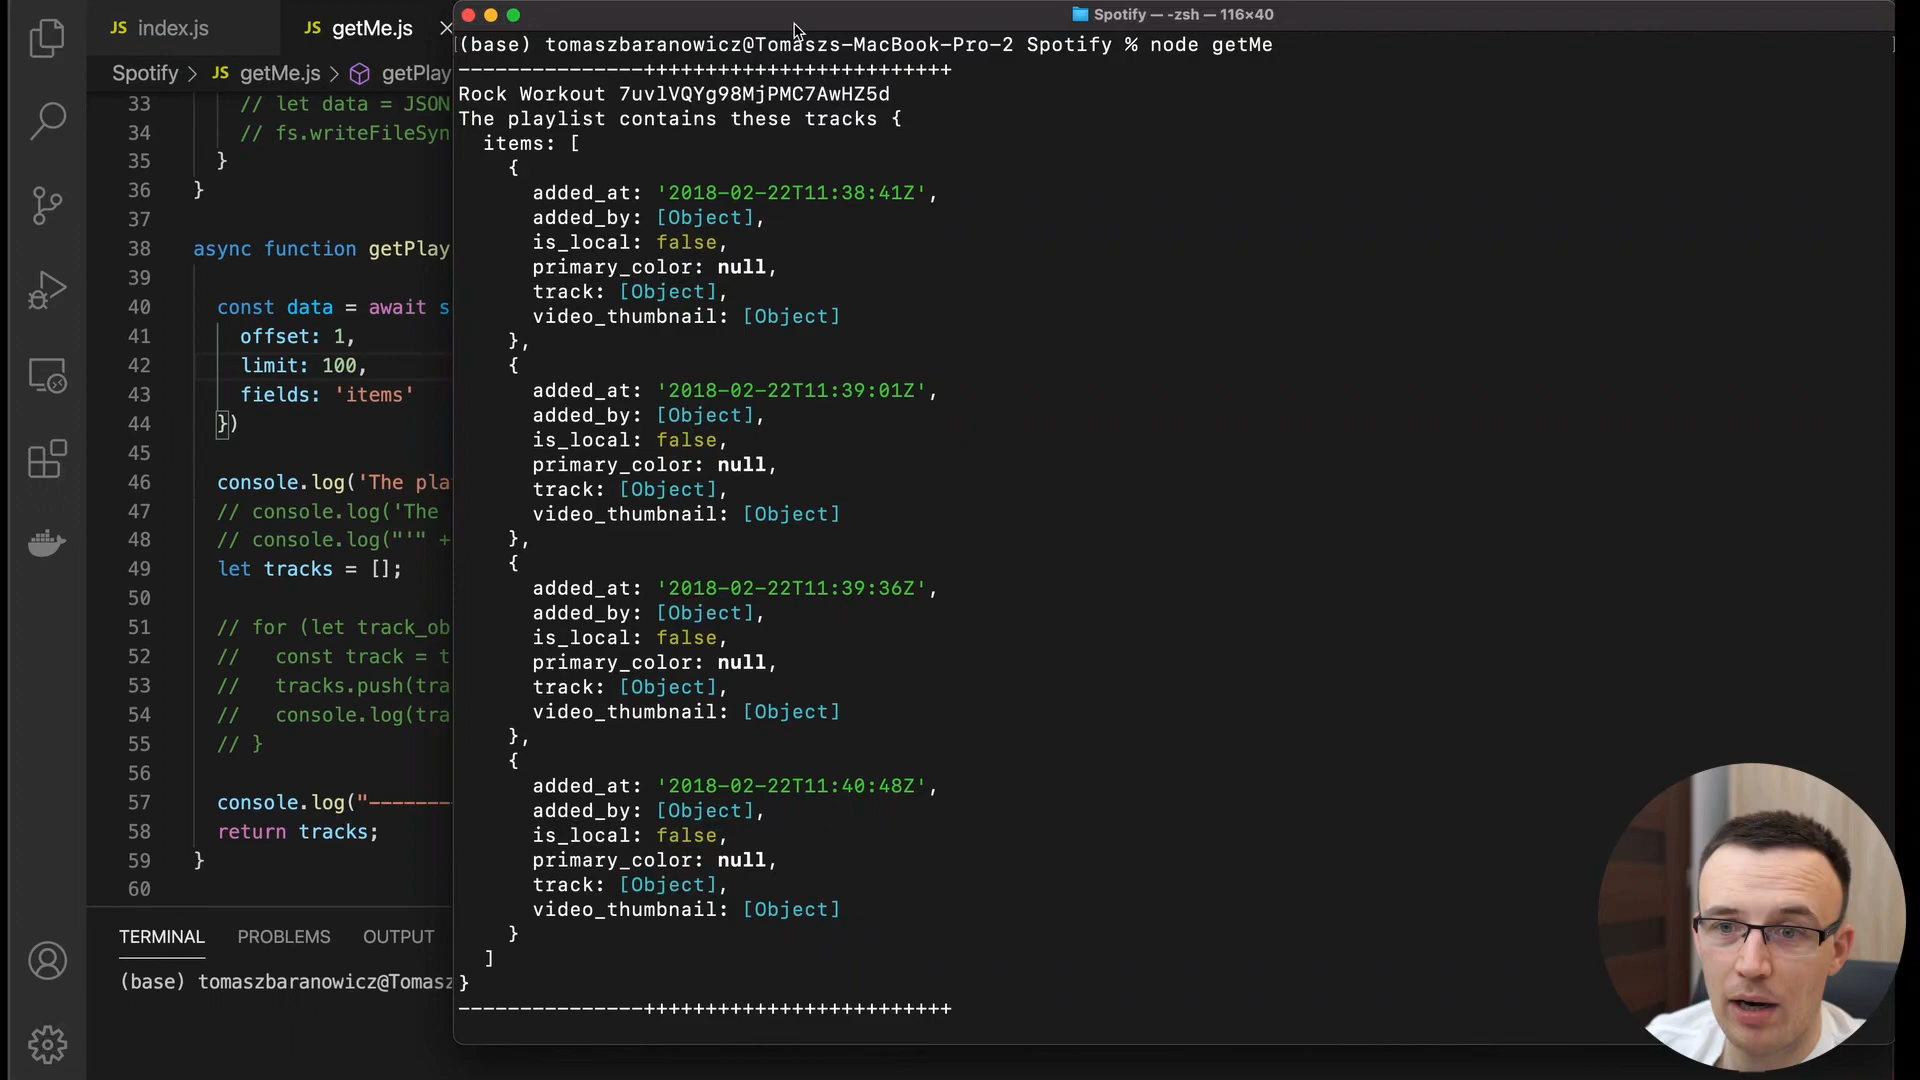 JS index.js
JS getMe.js
Spotify > JS getMe.js > getPlay
33 // let data = JSON
34 // fs.writeFileSyn
35 }
36 }
37
38 async function getPlay
39
40 const data = await s
41 offset: 1,
42 limit: 100,
43 fields: 'items'
44 })
45
46 console.log('The pla
47 // console.log('The
48 // console.log("'" +
49 let tracks = [];
50
51 // for (let track_ob
52 // const track = t
53 // tracks.push(tra
54 // console.log(tra
55 // }
56
57 console.log("-------
58 return tracks;
59 }
60
TERMINAL PROBLEMS OUTPUT
(base) tomaszbaranowicz@Tomasz
Spotify — -zsh — 116×40
(base) tomaszbaranowicz@Tomaszs-MacBook-Pro-2 Spotify % node getMe
---------------+++++++++++++++++++++++++
Rock Workout 7uvlVQYg98MjPMC7AwHZ5d
The playlist contains these tracks {
items: [
{
added_at: '2018-02-22T11:38:41Z',
added_by: [Object],
is_local: false,
primary_color: null,
track: [Object],
video_thumbnail: [Object]
},
{
added_at: '2018-02-22T11:39:01Z',
added_by: [Object],
is_local: false,
primary_color: null,
track: [Object],
video_thumbnail: [Object]
},
{
added_at: '2018-02-22T11:39:36Z',
added_by: [Object],
is_local: false,
primary_color: null,
track: [Object],
video_thumbnail: [Object]
},
{
added_at: '2018-02-22T11:40:48Z',
added_by: [Object],
is_local: false,
primary_color: null,
track: [Object],
video_thumbnail: [Object]
}
]
}
---------------+++++++++++++++++++++++++